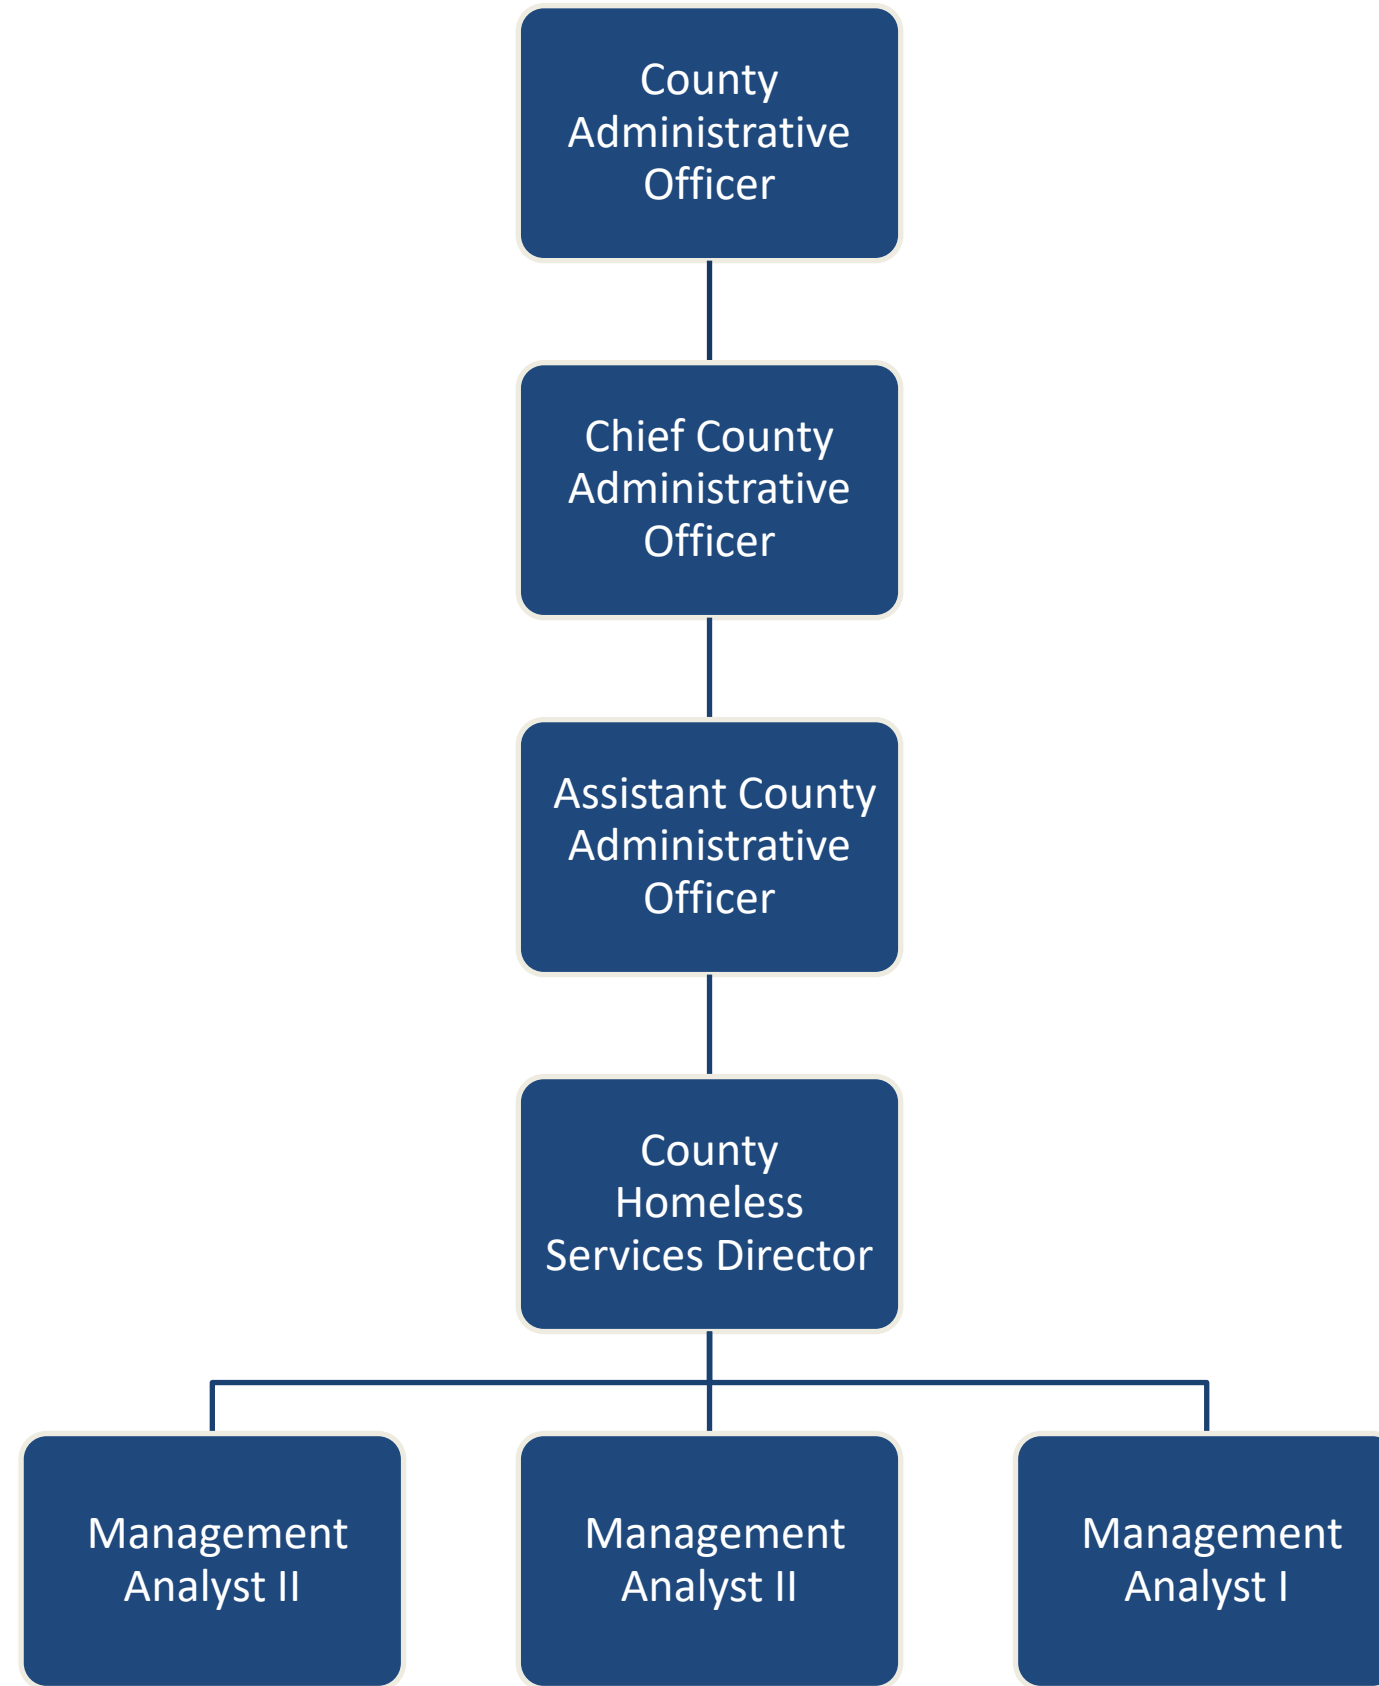 County
Administrative
Officer
Chief County
Administrative
Officer
Assistant County
Administrative
Officer
County
Homeless
Services Director
Management
Analyst II
Management
Analyst II
Management
Analyst I